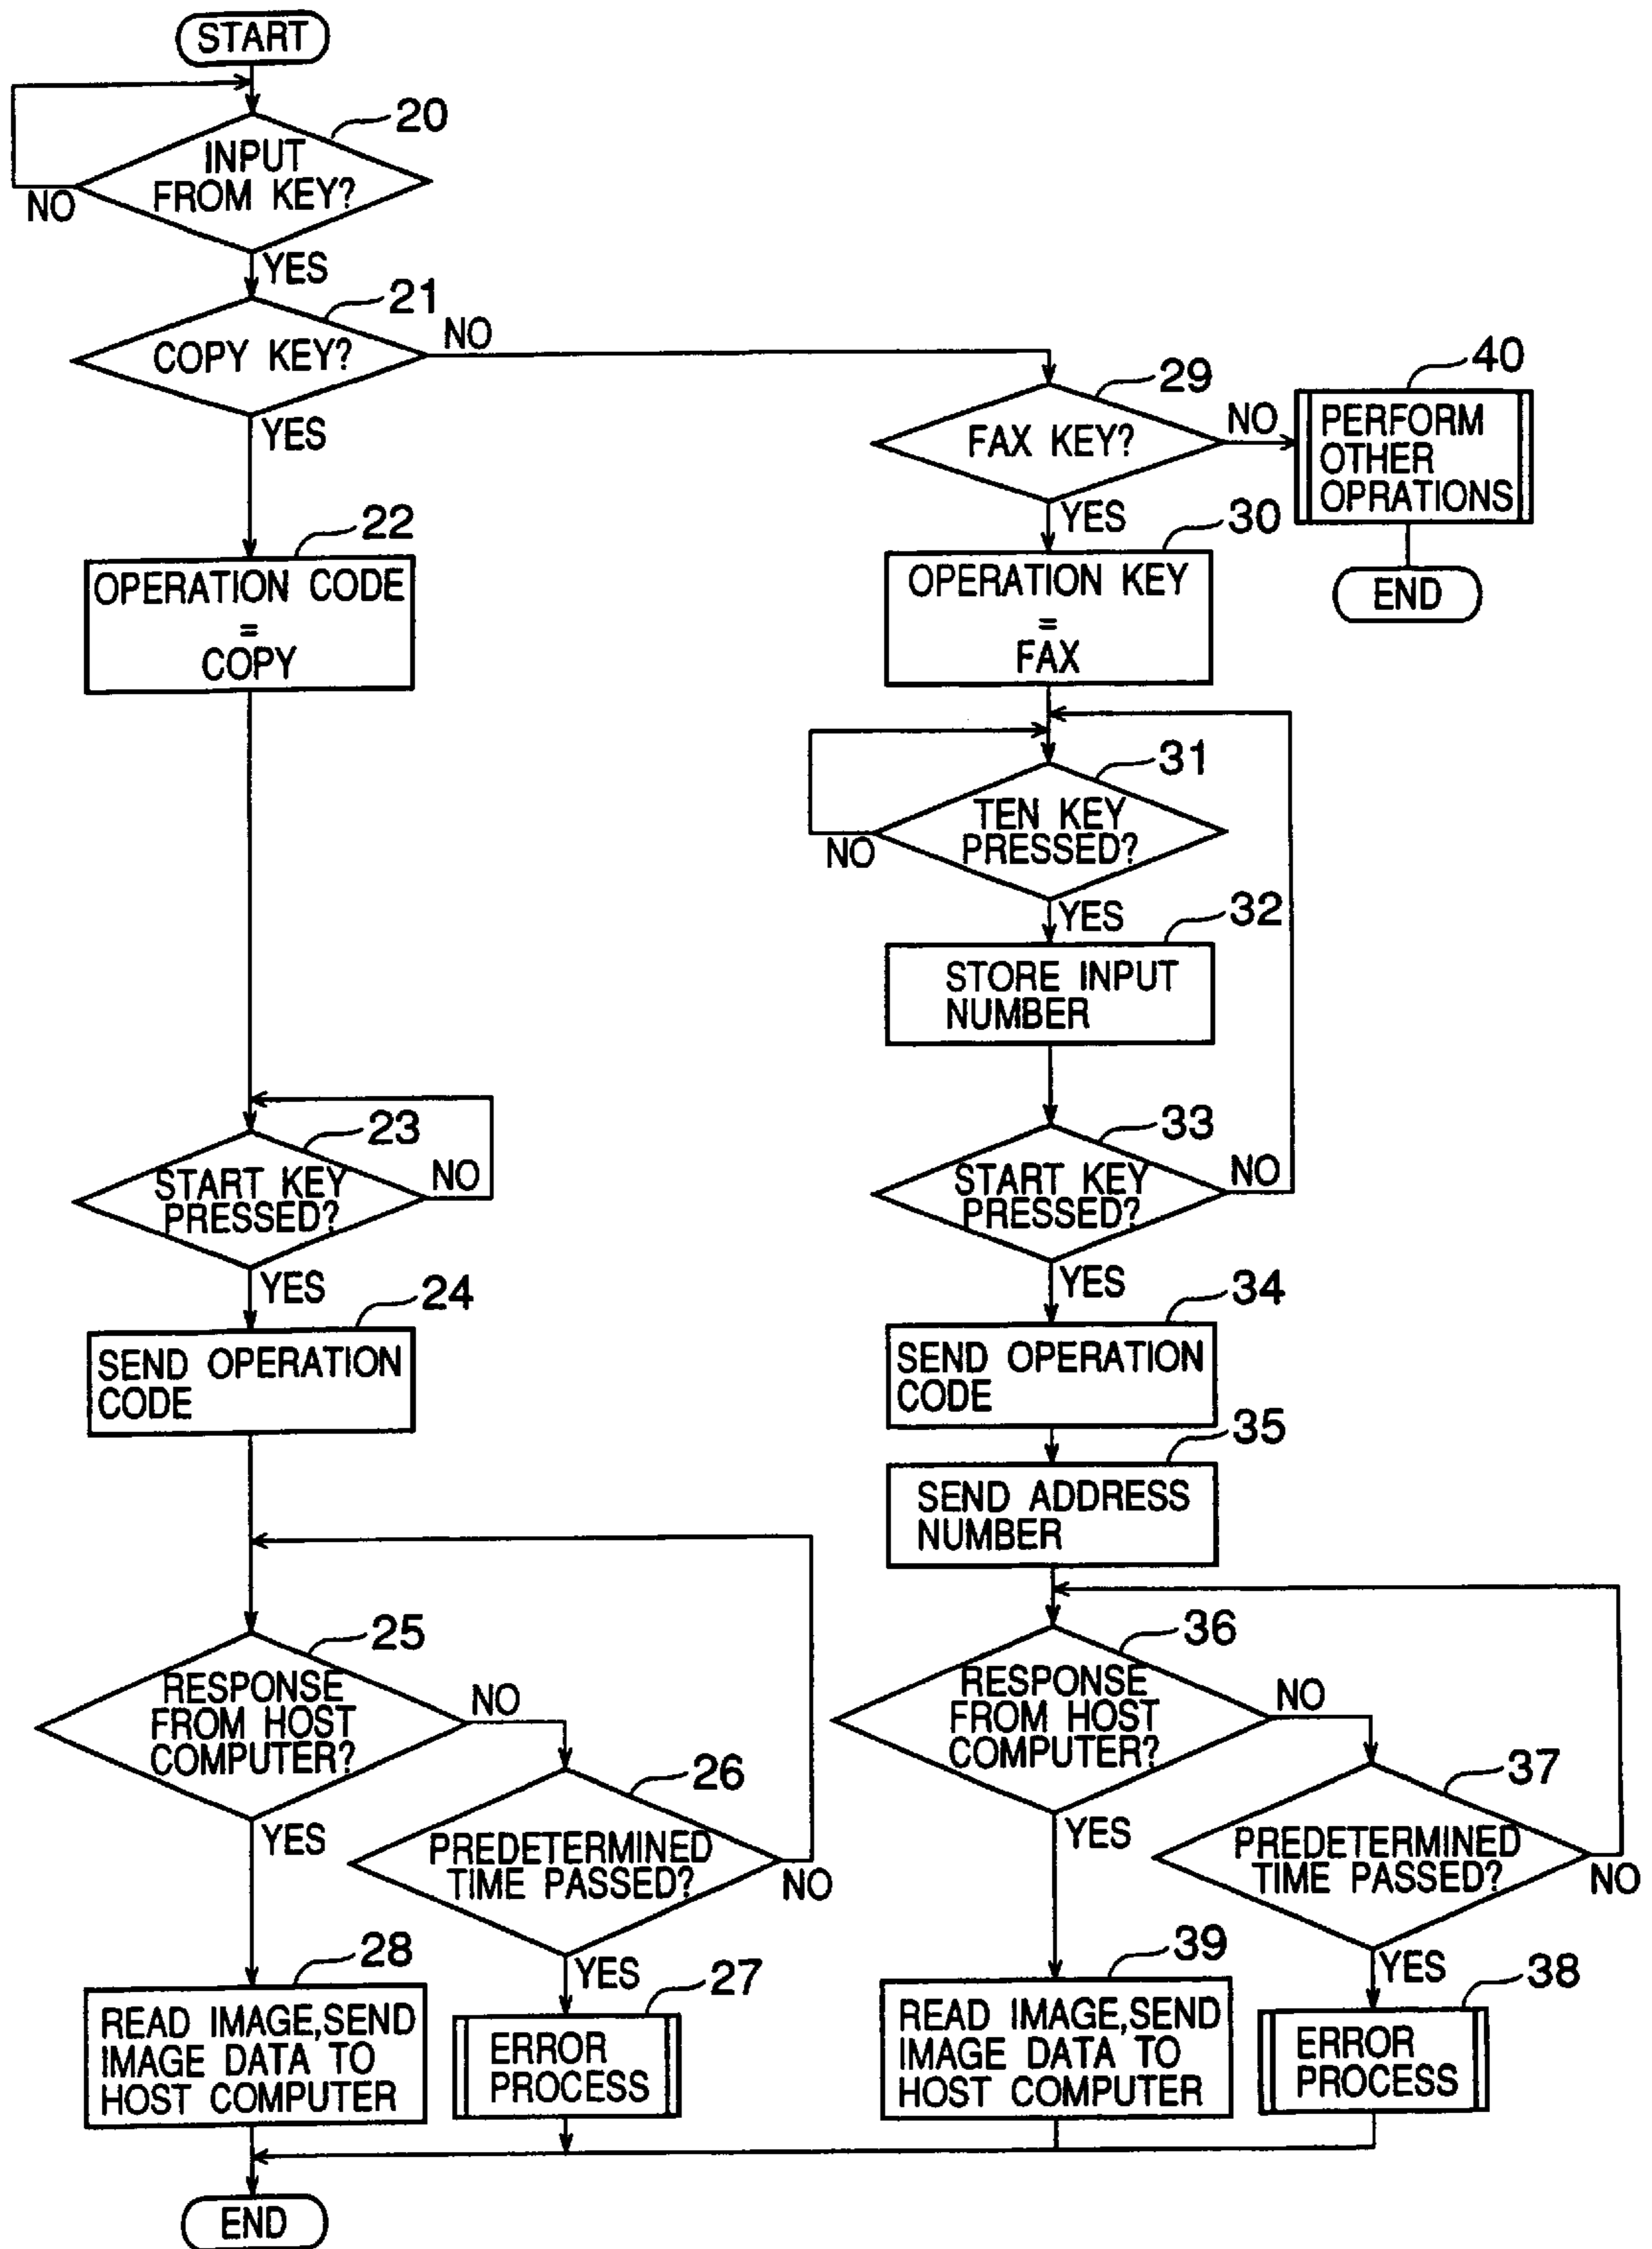 START
20
INPUT
FROM KEY?
NO
YES
21
COPY KEY?
NO
YES
29
FAX KEY?
NO
YES
40
PERFORM
OTHER
OPRATIONS
END
22
OPERATION CODE
=
COPY
30
OPERATION KEY
=
FAX
31
TEN KEY
PRESSED?
NO
YES
32
STORE INPUT
NUMBER
23
START KEY
PRESSED?
NO
YES
33
START KEY
PRESSED?
NO
YES
24
SEND OPERATION
CODE
34
SEND OPERATION
CODE
35
SEND ADDRESS
NUMBER
25
RESPONSE
FROM HOST
COMPUTER?
NO
YES
26
PREDETERMINED
TIME PASSED?
NO
YES
36
RESPONSE
FROM HOST
COMPUTER?
NO
YES
37
PREDETERMINED
TIME PASSED?
NO
YES
28
READ IMAGE,SEND
IMAGE DATA TO
HOST COMPUTER
27
ERROR
PROCESS
39
READ IMAGE,SEND
IMAGE DATA TO
HOST COMPUTER
38
ERROR
PROCESS
END